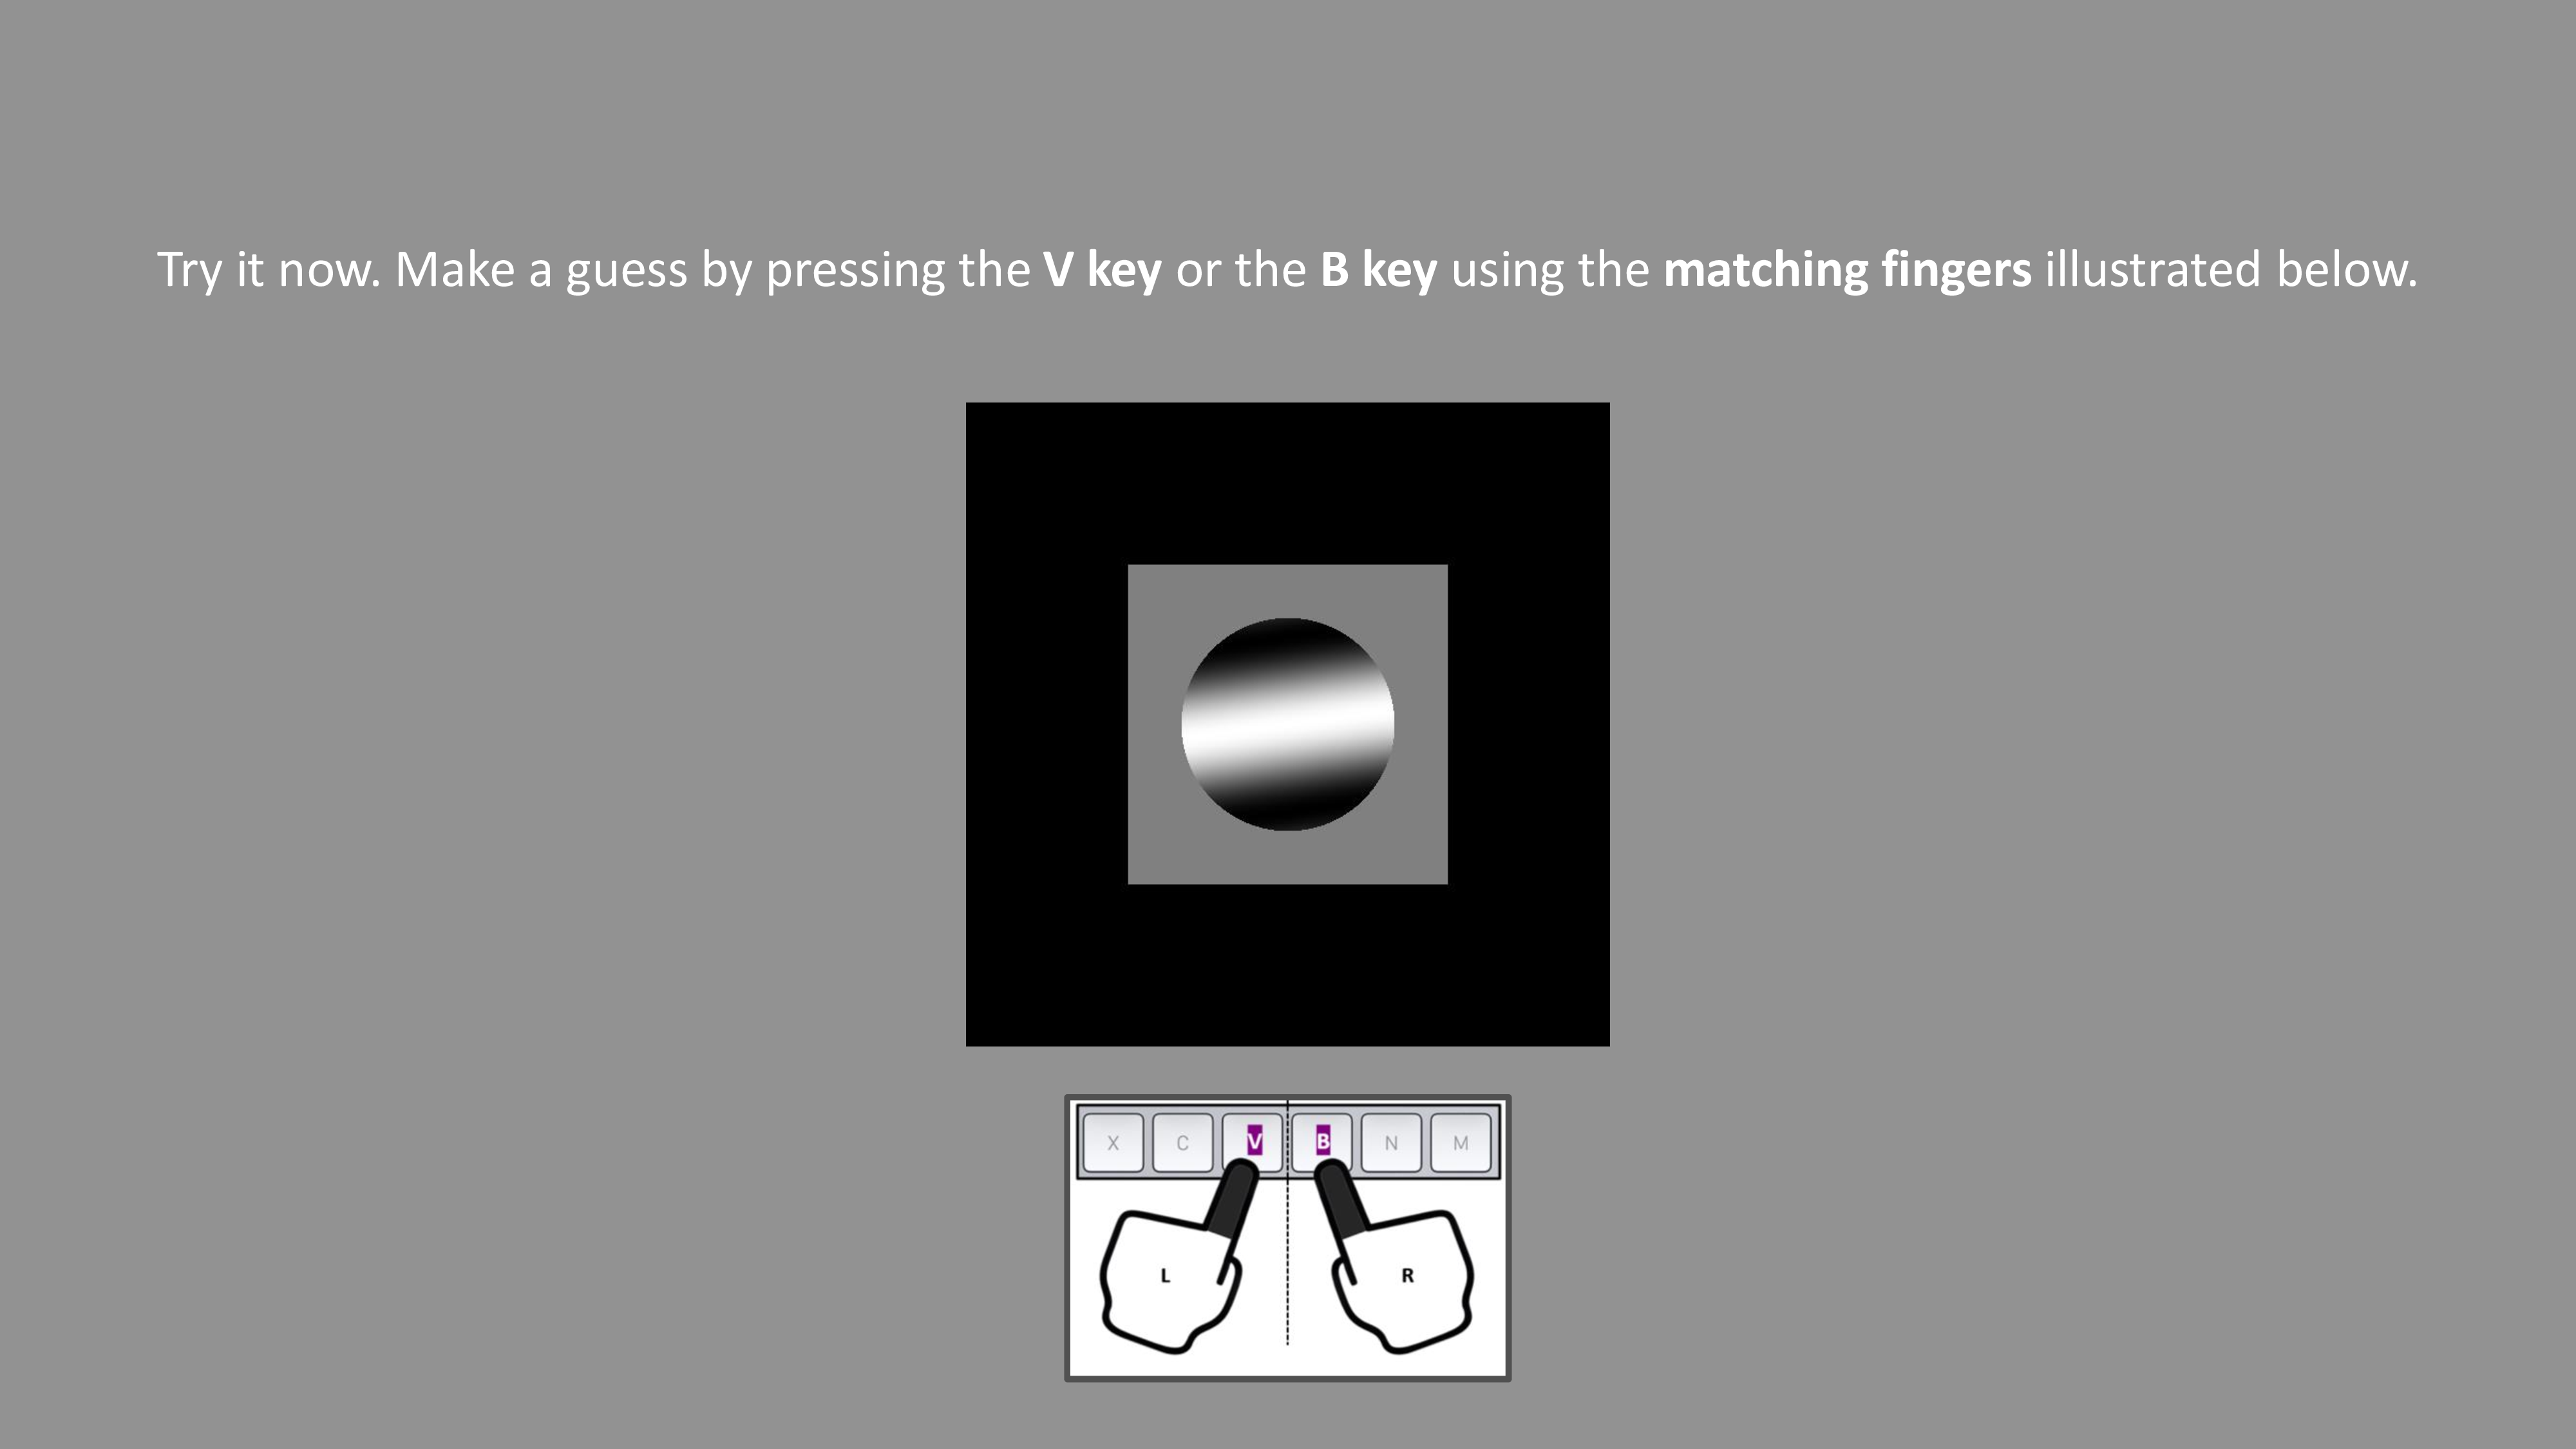 Try it now. Make a guess by pressing the V key or the B key using the matching fingers illustrated below.
X C V B N M
L R